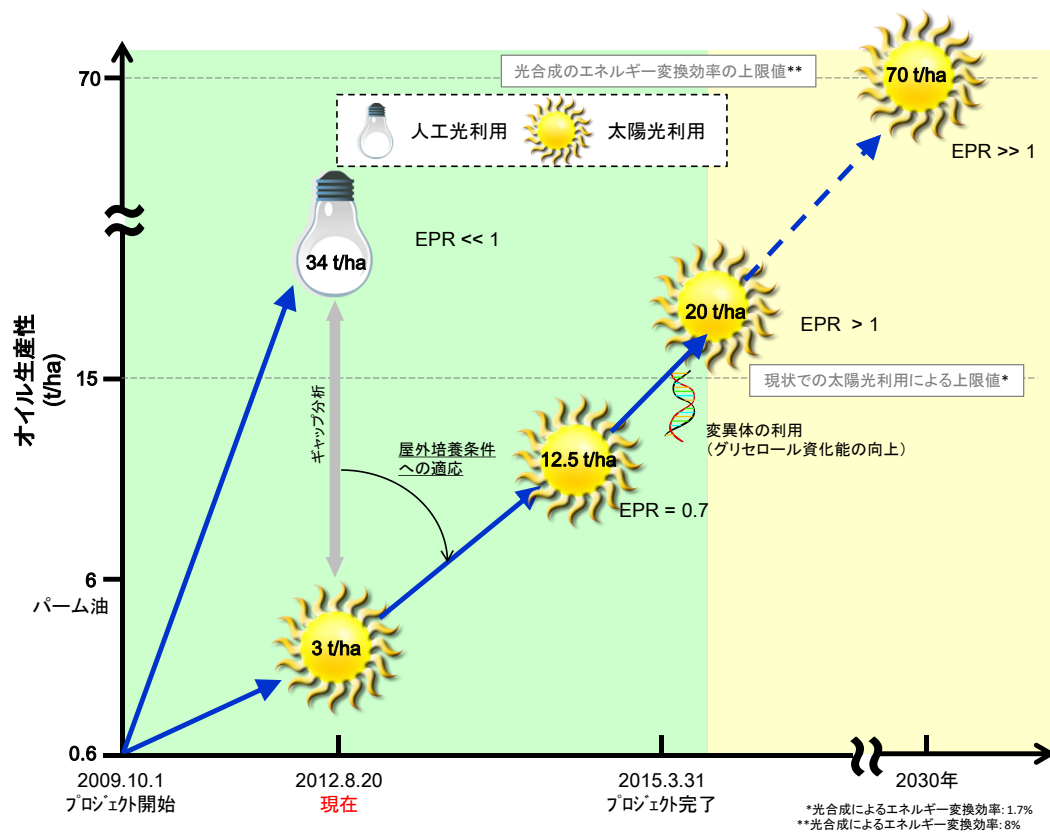 70
光合成のエネルギー変換効率の上限値**
70 t/ha
人工光利用
太陽光利用
EPR >> 1
EPR << 1
34 t/ha
20 t/ha
EPR > 1
オイル生産性
(t/ha)
15
現状での太陽光利用による上限値*
ギャップ分析
変異体の利用
(グリセロール資化能の向上)
屋外培養条件
への適応
12.5 t/ha
EPR = 0.7
6
パーム油
3 t/ha
0.6
2009.10.1
プロジェクト開始
2012.8.20
現在
2015.3.31
プロジェクト完了
2030年
*光合成によるエネルギー変換効率: 1.7%
**光合成によるエネルギー変換効率: 8%